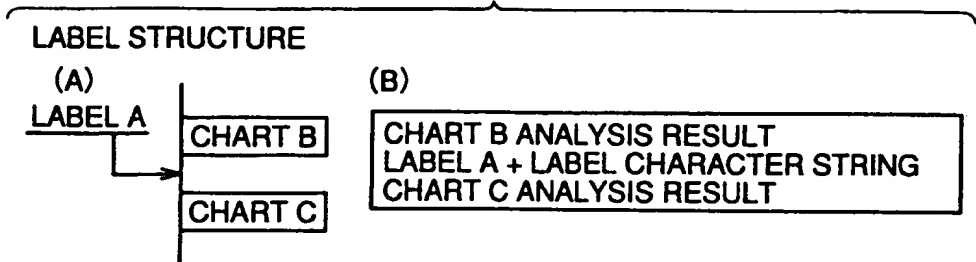 LABEL STRUCTURE
(A)
LABEL A
CHART B
CHART C
(B)
CHART B ANALYSIS RESULT
LABEL A + LABEL CHARACTER STRING
CHART C ANALYSIS RESULT